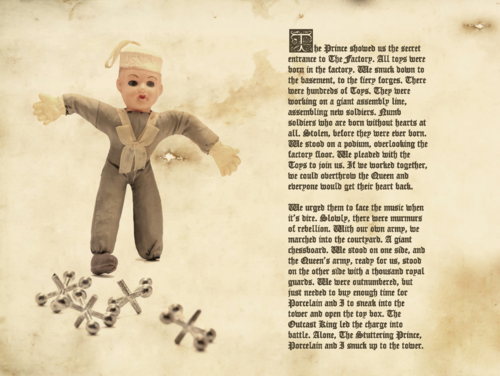 The Prince showed us the secret
entrance to The Factory. All toys were
born in the factory. We snuck down to
the basement, to the fiery forges. There
were hundreds of Toys. They were
working on a giant assembly line,
assembling new soldiers. Numb
soldiers who are born without hearts at
all. Stolen, before they were ever born.
We stood on a podium, overlooking the
factory floor. We pleaded with the
Toys to join us. If we worked together,
we could overthrow the Queen and
everyone would get their heart back.
We urged them to face the music when
it's dire. Slowly, there were murmurs
of rebellion. With our own army, we
marched into the courtyard. A giant
chessboard. We stood on one side, and
the Queen's army, ready for us, stood
on the other side with a thousand royal
guards. We were outnumbered, but
just needed to buy enough time for
Porcelain and I to sneak into the
tower and open the toy box. The
Outcast King led the charge into
battle. Alone, The Stuttering Prince,
Porcelain and I snuck up to the tower.